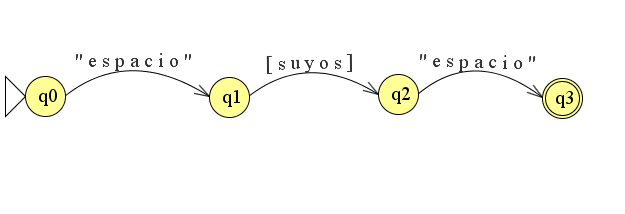 "espacio" [suyos] "espacio"
q0 q1 q2 q3